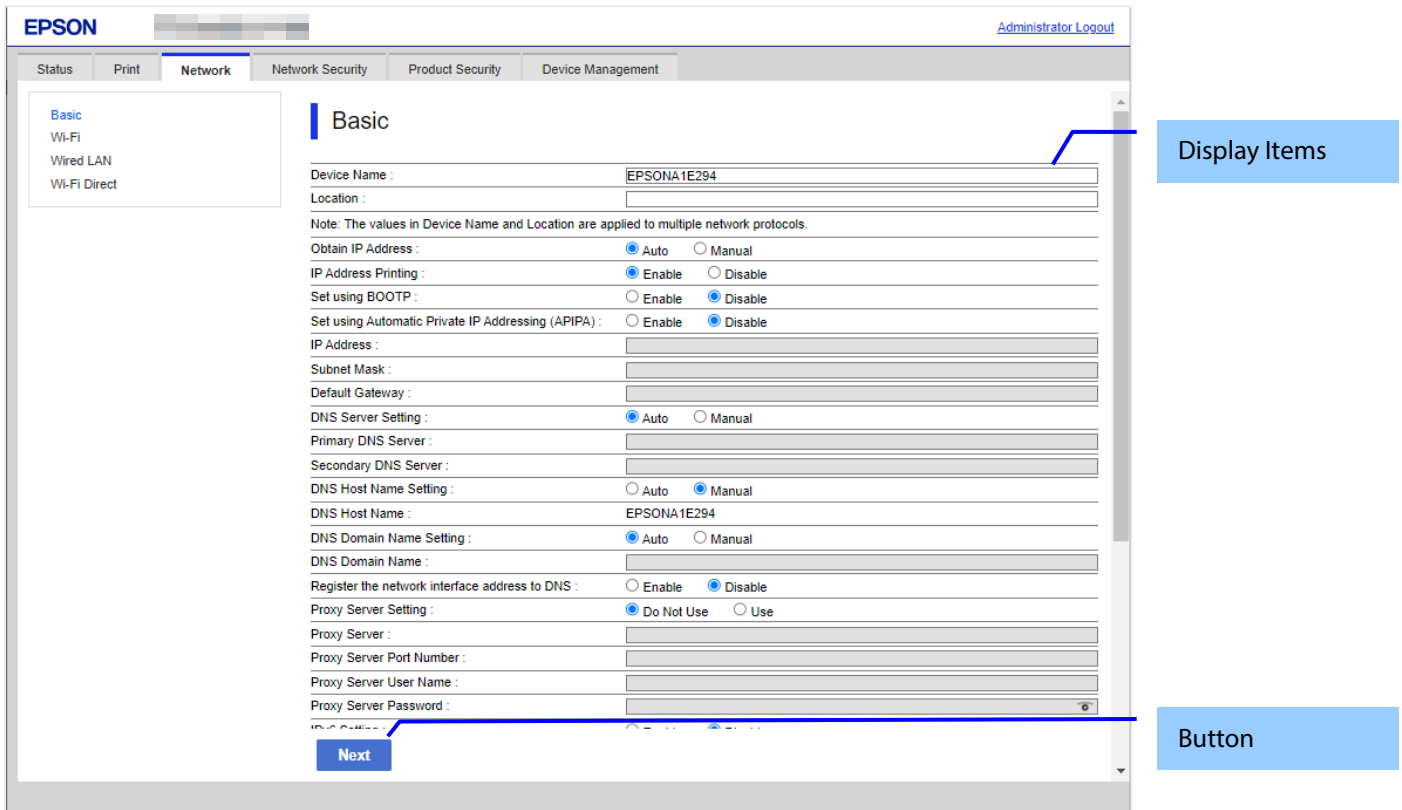 EPSON
Administrator Logout
Status Print Network Network Security Product Security Device Management
Basic
Wi-Fi
Wired LAN
Wi-Fi Direct
Basic
Device Name : EPSONA1E294
Location :
Note: The values in Device Name and Location are applied to multiple network protocols.
Obtain IP Address : Auto Manual
IP Address Printing : Enable Disable
Set using BOOTP : Enable Disable
Set using Automatic Private IP Addressing (APIPA) : Enable Disable
IP Address :
Subnet Mask :
Default Gateway :
DNS Server Setting : Auto Manual
Primary DNS Server :
Secondary DNS Server :
DNS Host Name Setting : Auto Manual
DNS Host Name : EPSONA1E294
DNS Domain Name Setting : Auto Manual
DNS Domain Name :
Register the network interface address to DNS : Enable Disable
Proxy Server Setting : Do Not Use Use
Proxy Server :
Proxy Server Port Number :
Proxy Server User Name :
Proxy Server Password :
Next
Display Items
Button